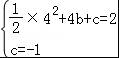 { 1/2 × 4²+4b+c=2
c=-1